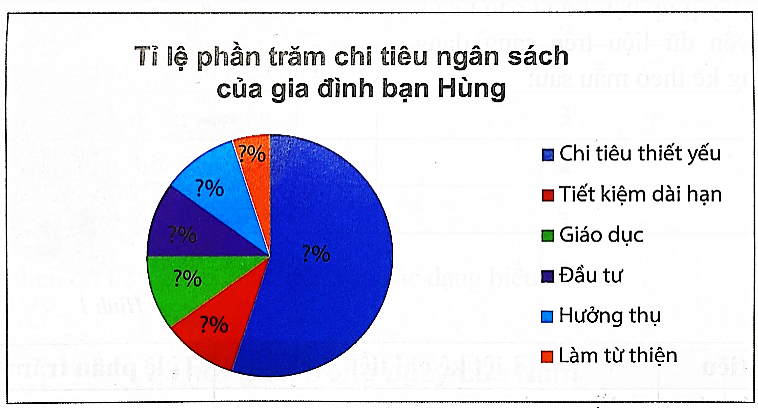 Tỉ lệ phần trăm chi tiêu ngân sách
của gia đình bạn Hùng
?%
?%
?%
?%
?%
?%
Chi tiêu thiết yếu
Tiết kiệm dài hạn
Giáo dục
Đầu tư
Hưởng thụ
Làm từ thiện